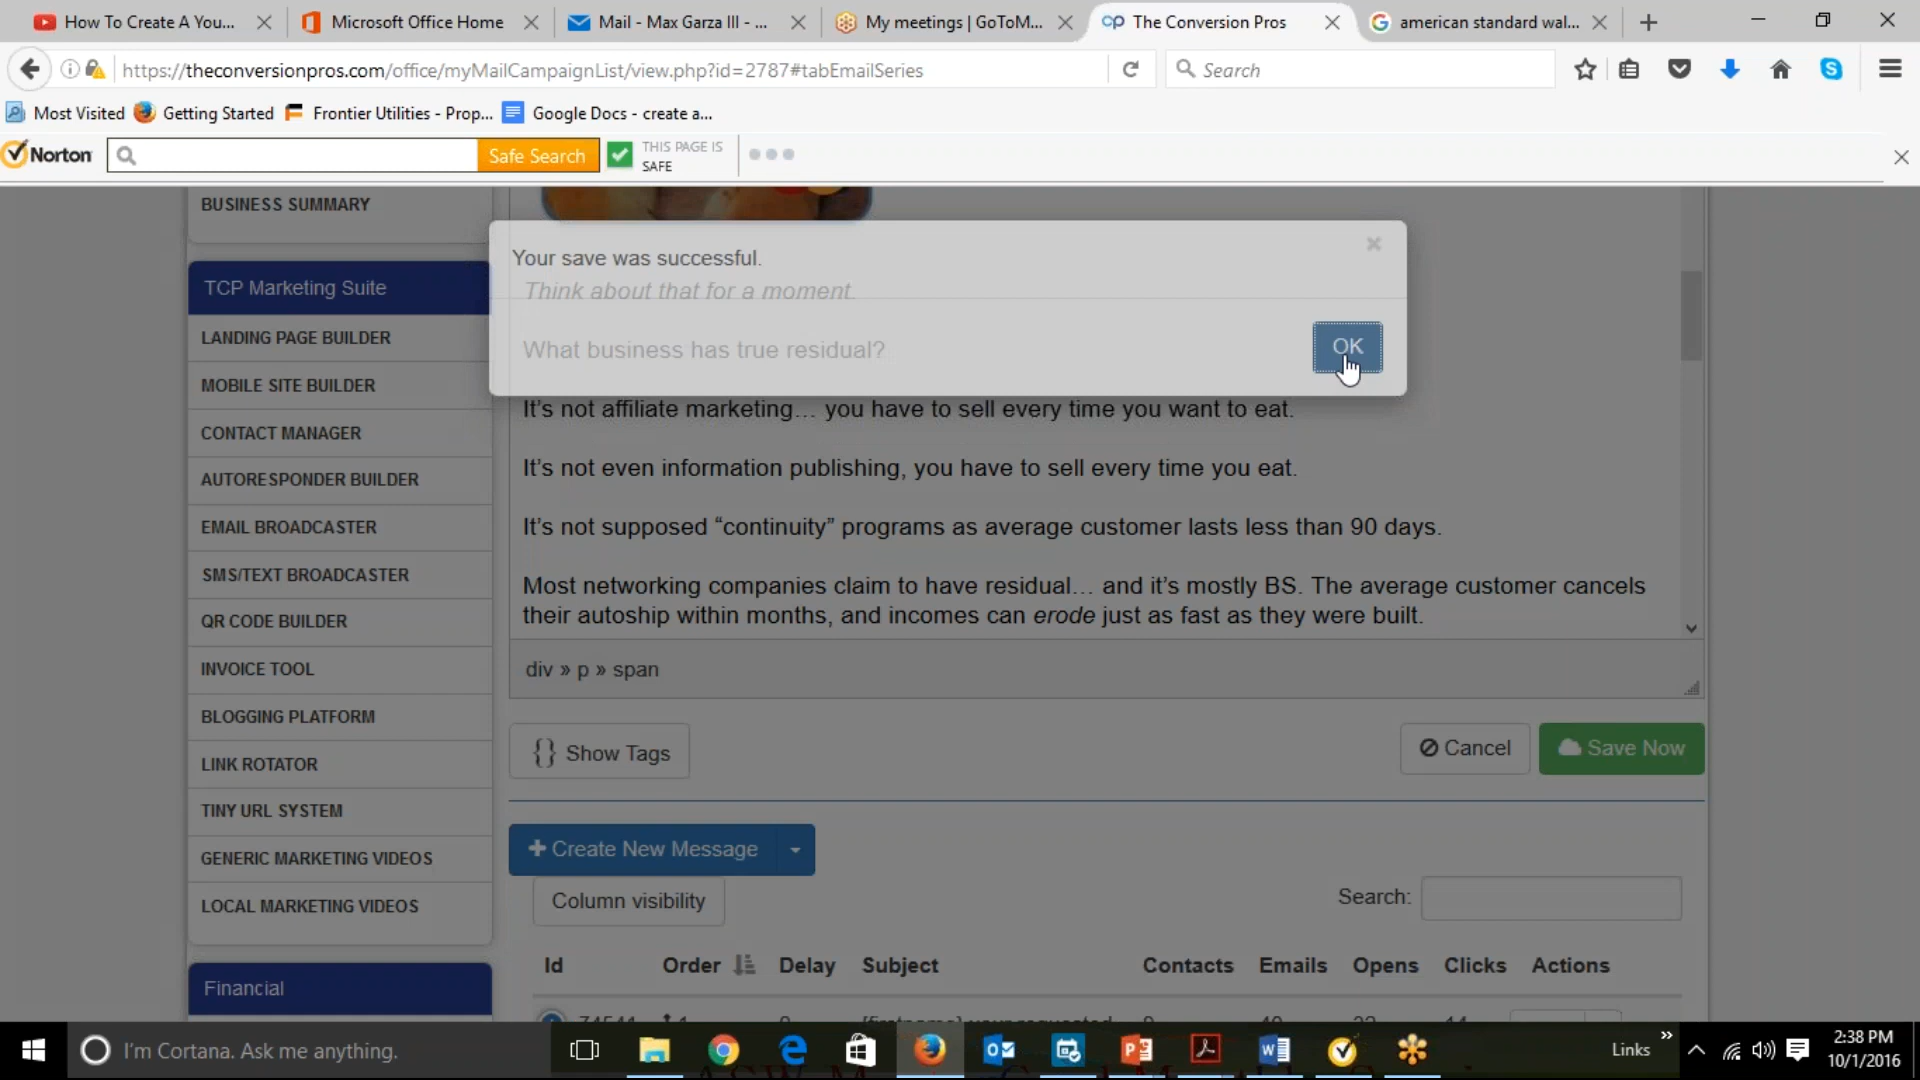 How To Create A You...
Microsoft Office Home
Mail - Max Garza III - ...
My meetings | GoToM...
The Conversion Pros
american standard wal...
https://theconversionpros.com/office/myMailCampaignList/view.php?id=2787#tabEmailSeries
Search
Most Visited
Getting Started
Frontier Utilities - Prop...
Google Docs - create a...
Norton
Safe Search
THIS PAGE IS
SAFE
BUSINESS SUMMARY
TCP Marketing Suite
LANDING PAGE BUILDER
MOBILE SITE BUILDER
CONTACT MANAGER
AUTORESPONDER BUILDER
EMAIL BROADCASTER
SMS/TEXT BROADCASTER
QR CODE BUILDER
INVOICE TOOL
BLOGGING PLATFORM
LINK ROTATOR
TINY URL SYSTEM
GENERIC MARKETING VIDEOS
LOCAL MARKETING VIDEOS
Financial
Your save was successful.
Think about that for a moment.
What business has true residual?
OK
It's not affiliate marketing... you have to sell every time you want to eat.
It's not even information publishing, you have to sell every time you eat.
It's not supposed “continuity” programs as average customer lasts less than 90 days.
Most networking companies claim to have residual... and it's mostly BS. The average customer cancels
their autoship within months, and incomes can erode just as fast as they were built.
div » p » span
{} Show Tags
Cancel
Save Now
+ Create New Message
Column visibility
Search:
Id
Order
Delay
Subject
Contacts
Emails
Opens
Clicks
Actions
I'm Cortana. Ask me anything.
Links
2:38 PM
10/1/2016